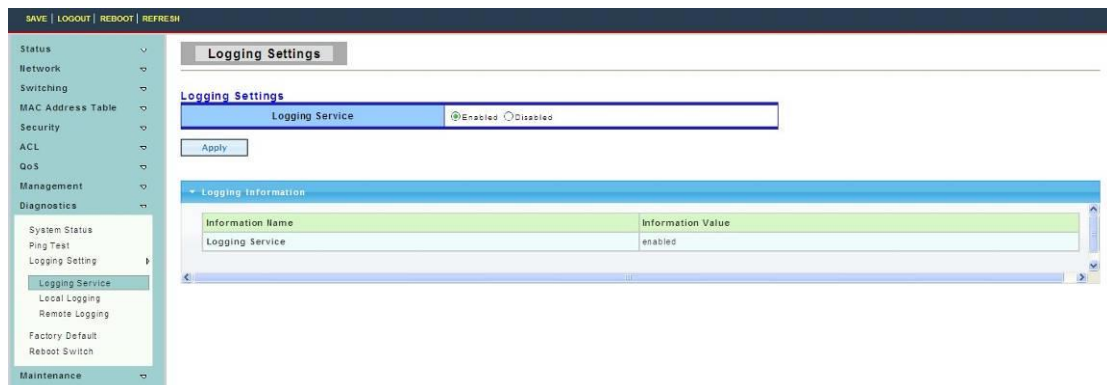 SAVE | LOGOUT | REBOOT | REFRESH
Status
Network
Switching
MAC Address Table
Security
ACL
QoS
Management
Diagnostics
System Status
Ping Test
Logging Setting
Logging Service
Local Logging
Remote Logging
Factory Default
Reboot Switch
Maintenance
Logging Settings
Logging Settings
Logging Service Enabled Disabled
Apply
Logging Information
Information Name Information Value
Logging Service enabled